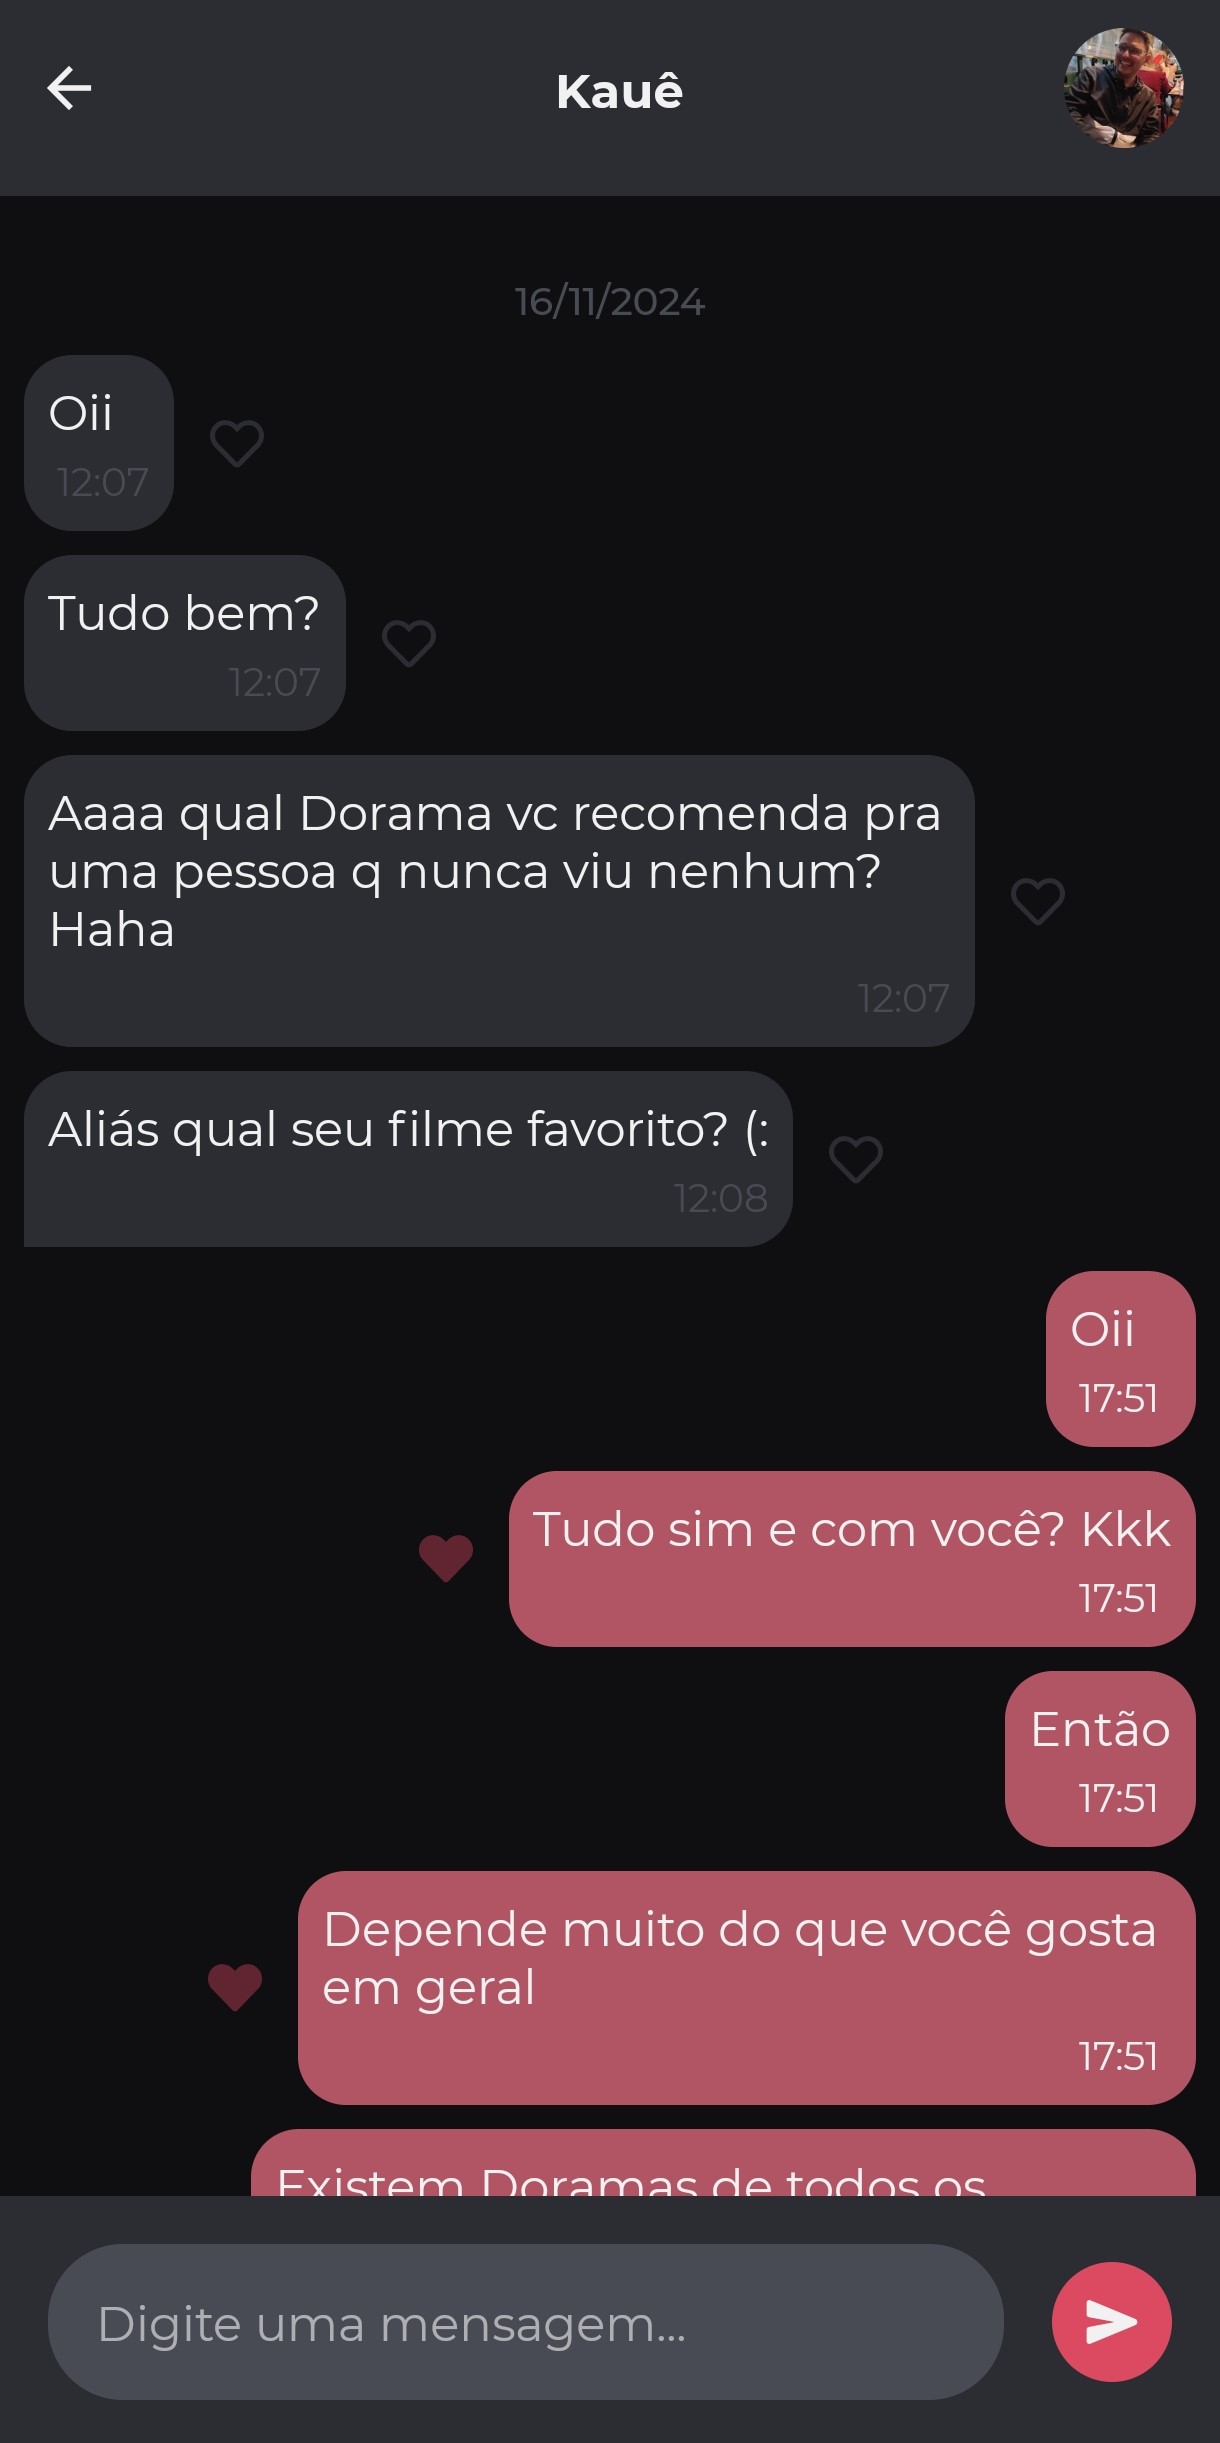 Kauê
16/11/2024
Oii
12:07
Tudo bem?
12:07
Aaaa qual Dorama vc recomenda pra
uma pessoa q nunca viu nenhum?
Haha
12:07
Aliás qual seu filme favorito? (:
12:08
Oii
17:51
Tudo sim e com você? Kkk
17:51
Então
17:51
Depende muito do que você gosta
em geral
17:51
Existem Doramas de todos os
Digite uma mensagem...